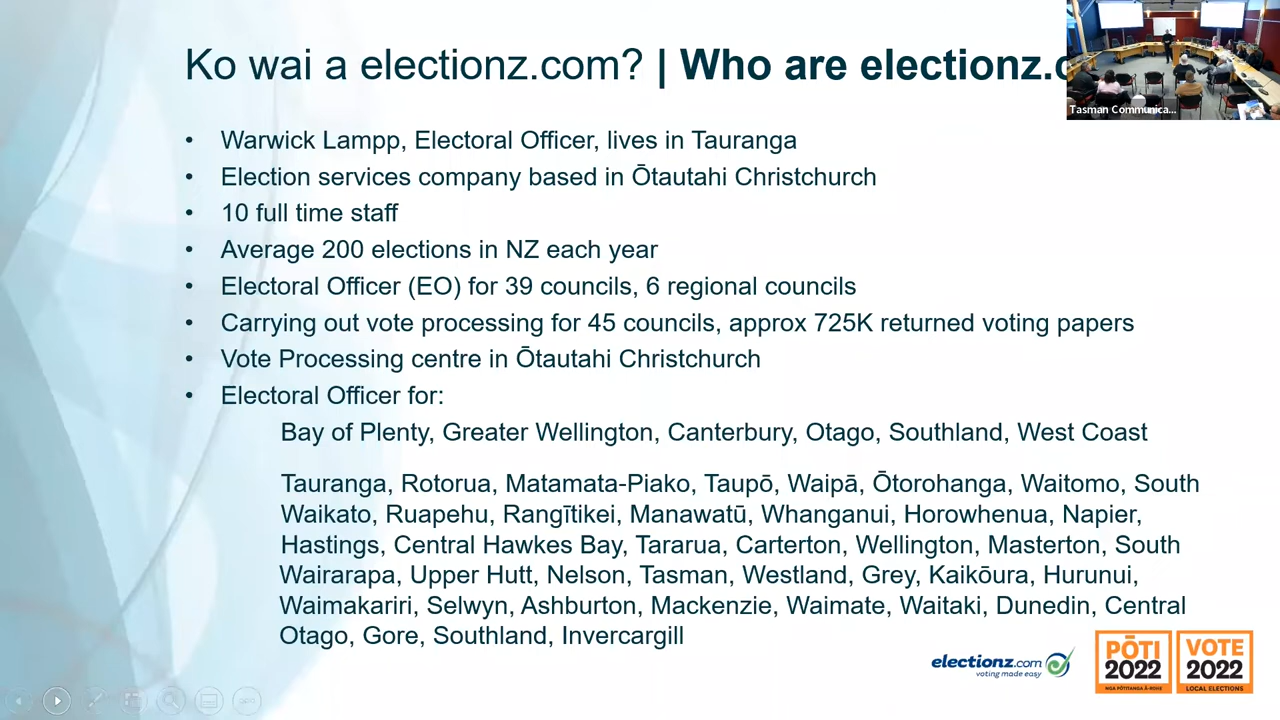 Ko wai a electionz.com? | Who are electionz.c
Tasman Communica...
• Warwick Lampp, Electoral Officer, lives in Tauranga
• Election services company based in Ōtautahi Christchurch
• 10 full time staff
• Average 200 elections in NZ each year
• Electoral Officer (EO) for 39 councils, 6 regional councils
• Carrying out vote processing for 45 councils, approx 725K returned voting papers
• Vote Processing centre in Ōtautahi Christchurch
• Electoral Officer for:
Bay of Plenty, Greater Wellington, Canterbury, Otago, Southland, West Coast
Tauranga, Rotorua, Matamata-Piako, Taupō, Waipā, Ōtorohanga, Waitomo, South
Waikato, Ruapehu, Rangītikei, Manawatū, Whanganui, Horowhenua, Napier,
Hastings, Central Hawkes Bay, Tararua, Carterton, Wellington, Masterton, South
Wairarapa, Upper Hutt, Nelson, Tasman, Westland, Grey, Kaikōura, Hurunui,
Waimakariri, Selwyn, Ashburton, Mackenzie, Waimate, Waitaki, Dunedin, Central
Otago, Gore, Southland, Invercargill
electionz.com
voting made easy
PŌTI
2022
NGA PŌTITANGA Ā-ROHE
VOTE
2022
LOCAL ELECTIONS